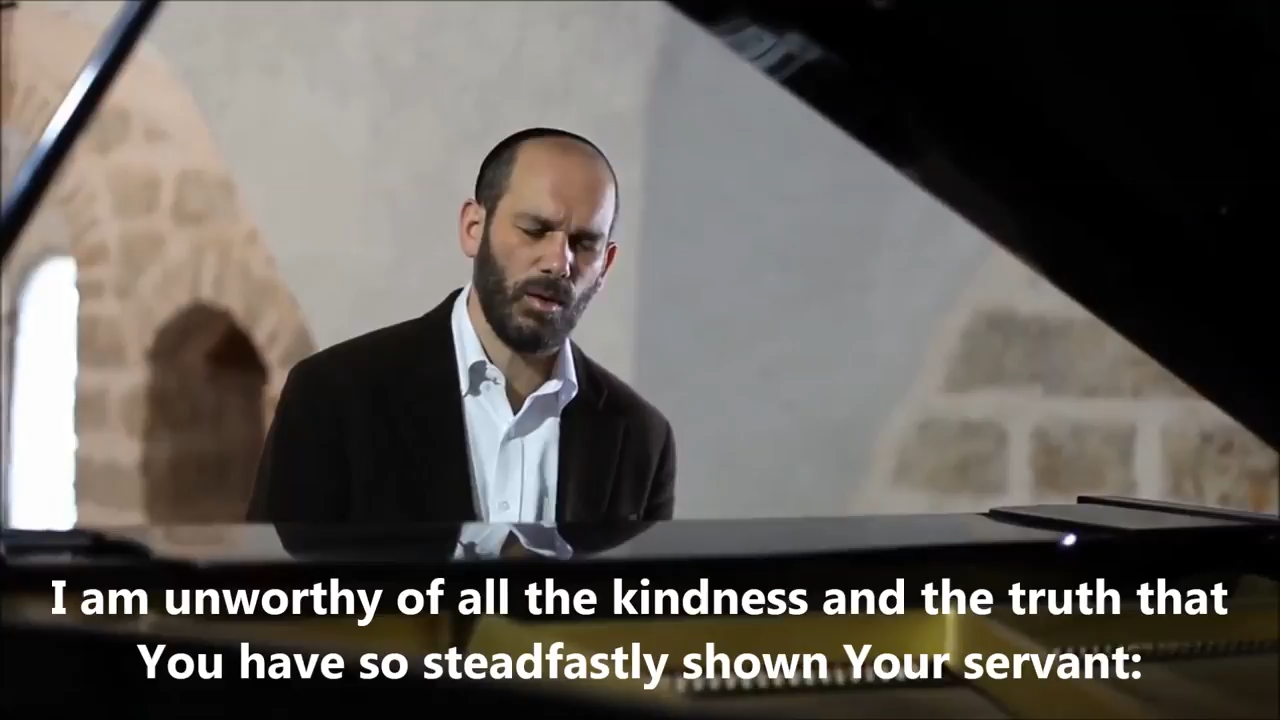 I am unworthy of all the kindness and the truth that
You have so steadfastly shown Your servant: